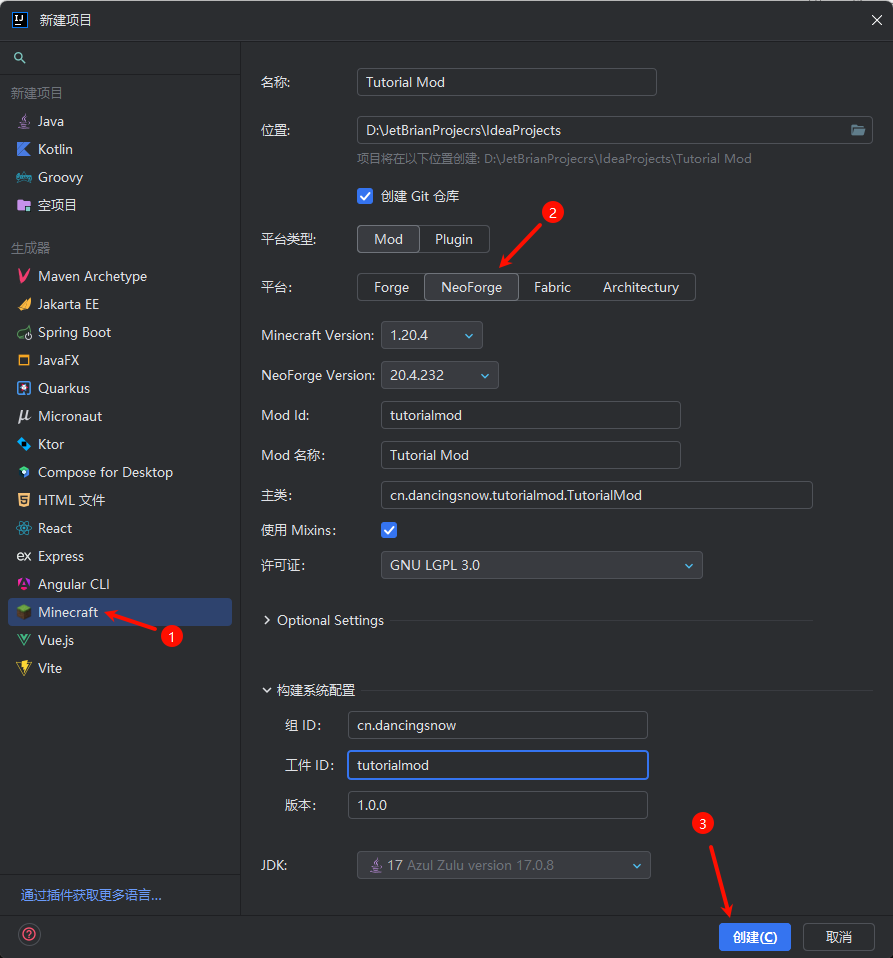 新建项目
新建项目
Java
Kotlin
Groovy
空项目
生成器
Maven Archetype
Jakarta EE
Spring Boot
JavaFX
Quarkus
Micronaut
Ktor
Compose for Desktop
HTML 文件
React
ex Express
Angular CLI
Minecraft
1
Vue.js
Vite
通过插件获取更多语言...
名称: Tutorial Mod
位置: D:\JetBrianProjecrs\IdeaProjects
项目将在以下位置创建: D:\JetBrianProjecrs\IdeaProjects\Tutorial Mod
创建 Git 仓库
2
平台类型: Mod Plugin
平台: Forge NeoForge Fabric Architectury
Minecraft Version: 1.20.4
NeoForge Version: 20.4.232
Mod Id: tutorialmod
Mod 名称: Tutorial Mod
主类: cn.dancingsnow.tutorialmod.TutorialMod
使用 Mixins:
许可证: GNU LGPL 3.0
Optional Settings
构建系统配置
组 ID: cn.dancingsnow
工件 ID: tutorialmod
版本: 1.0.0
3
JDK: 17 Azul Zulu version 17.0.8
创建(C) 取消